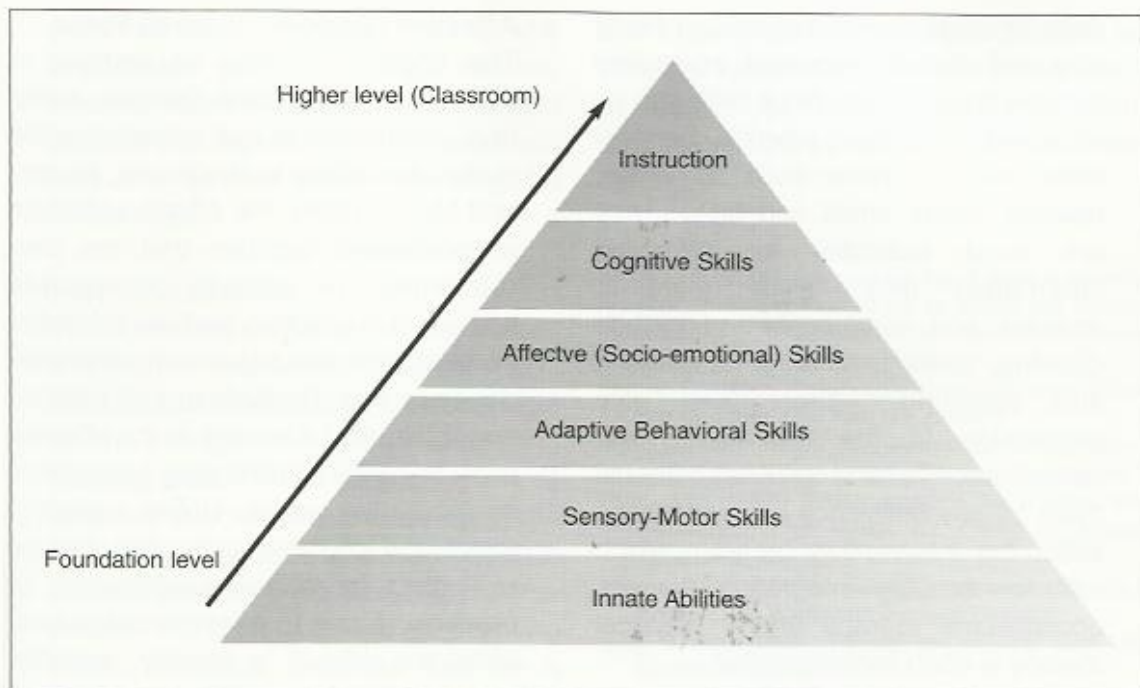 Higher level (Classroom)
Instruction
Cognitive Skills
Affectve (Socio-emotional) Skills
Adaptive Behavioral Skills
Sensory-Motor Skills
Foundation level
Innate Abilities